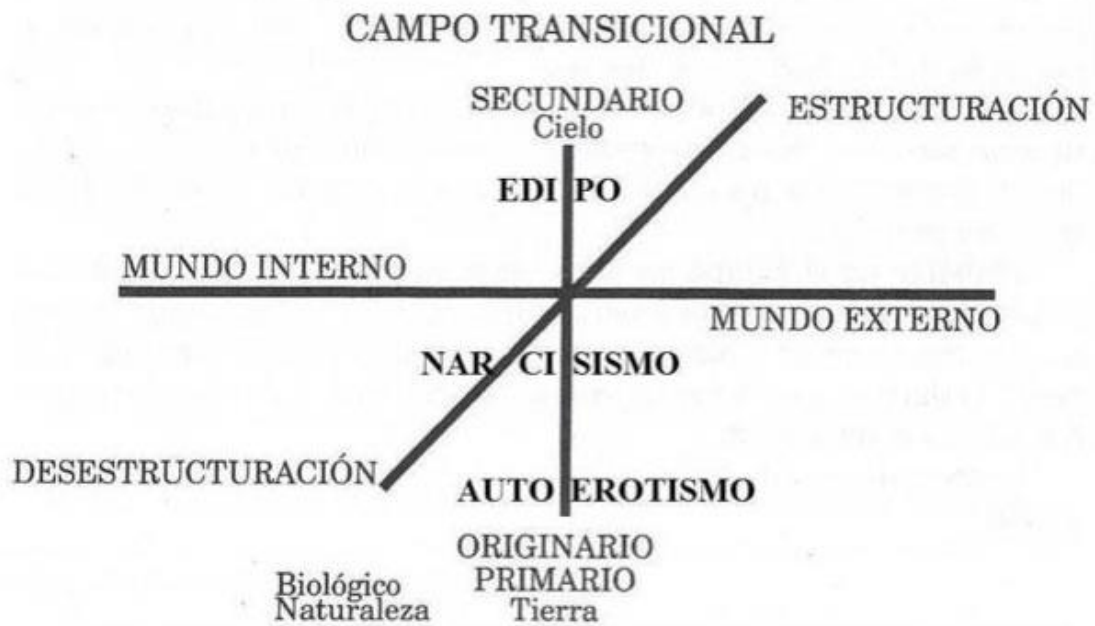 CAMPO TRANSICIONAL
SECUNDARIO
Cielo
ESTRUCTURACIÓN
EDIPO
MUNDO INTERNO
MUNDO EXTERNO
NARCISISMO
DESESTRUCTURACIÓN
AUTOEROTISMO
ORIGINARIO
PRIMARIO
Tierra
Biológico
Naturaleza